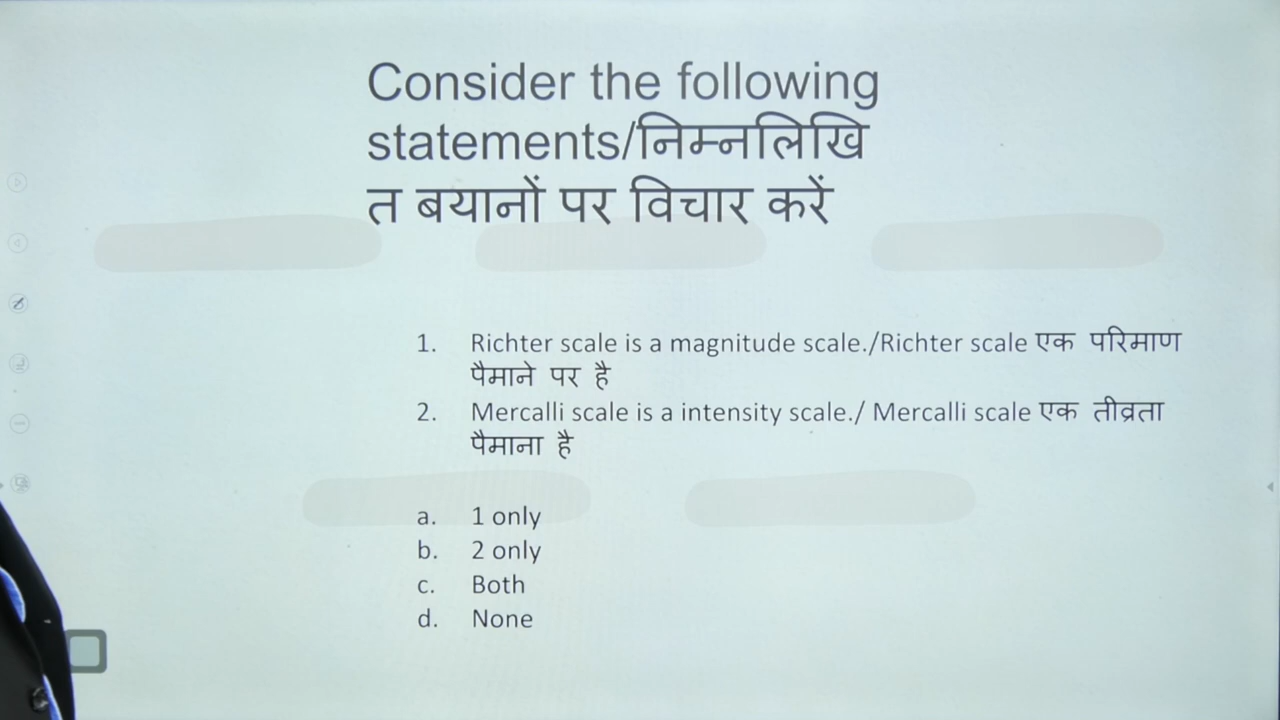 Consider the following
statements/निम्नलिखि
त बयानों पर विचार करें
1. Richter scale is a magnitude scale./Richter scale एक परिमाण
पैमाने पर है
2. Mercalli scale is a intensity scale./ Mercalli scale एक तीव्रता
पैमाना है
a. 1 only
b. 2 only
c. Both
d. None